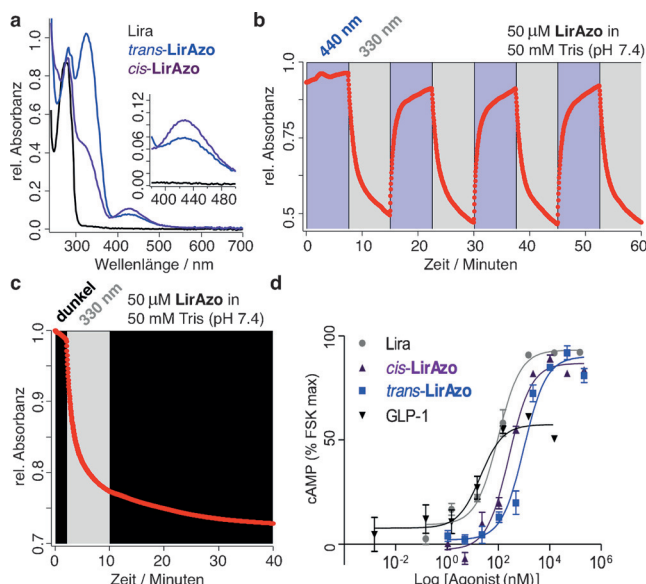 a
Lira
trans-LirAzo
cis-LirAzo
rel. Absorbanz
1.0
0.8
0.6
0.4
0.2
0.0
0.12
0.09
0.06
0.03
0.00
400 440 480
300 400 500 600 700
Wellenlänge / nm
b
440 nm
330 nm
50 µM LirAzo in
50 mM Tris (pH 7.4)
rel. Absorbanz
1.0
0.75
0.5
0 10 20 30 40 50 60
Zeit / Minuten
c
dunkel
330 nm
50 µM LirAzo in
50 mM Tris (pH 7.4)
rel. Absorbanz
1.0
0.9
0.8
0.7
0 10 20 30 40
Zeit / Minuten
d
Lira
cis-LirAzo
trans-LirAzo
GLP-1
cAMP (% FSK max)
100
50
0
10⁻² 10⁰ 10² 10⁴ 10⁶
Log [Agonist (nM)]